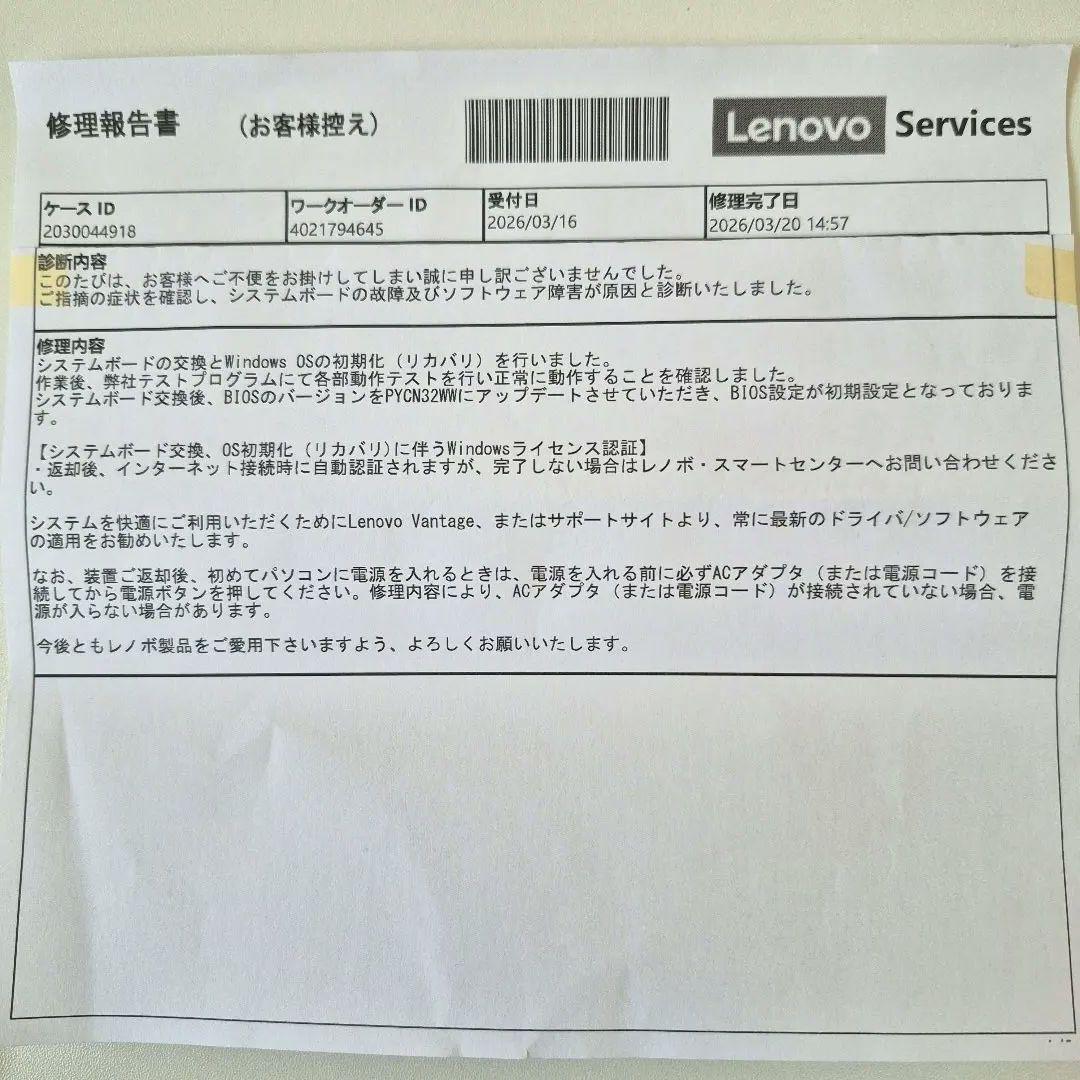 修理報告書 (お客様控え)
Lenovo Services
ケース ID ワークオーダー ID 受付日 修理完了日
2030044918 4021794645 2026/03/16 2026/03/20 14:57
診断内容
このたびは、お客様へご不便をお掛けしてしまい誠に申し訳ございませんでした。
ご指摘の症状を確認し、システムボードの故障及びソフトウェア障害が原因と診断いたしました。
修理内容
システムボードの交換とWindows OSの初期化（リカバリ）を行いました。
作業後、弊社テストプログラムにて各部動作テストを行い正常に動作することを確認しました。
システムボード交換後、BIOSのバージョンをPYCN32WWにアップデートさせていただき、BIOS設定が初期設定となっておりま
す。
【システムボード交換、OS初期化（リカバリ)に伴うWindowsライセンス認証】
・返却後、インターネット接続時に自動認証されますが、完了しない場合はレノボ・スマートセンターへお問い合わせくださ
い。
システムを快適にご利用いただくためにLenovo Vantage、またはサポートサイトより、常に最新のドライバ/ソフトウェア
の適用をお勧めいたします。
なお、装置ご返却後、初めてパソコンに電源を入れるときは、電源を入れる前に必ずACアダプタ（または電源コード）を接
続してから電源ボタンを押してください。修理内容により、ACアダプタ（または電源コード）が接続されていない場合、電
源が入らない場合があります。
今後ともレノボ製品をご愛用下さいますよう、よろしくお願いいたします。